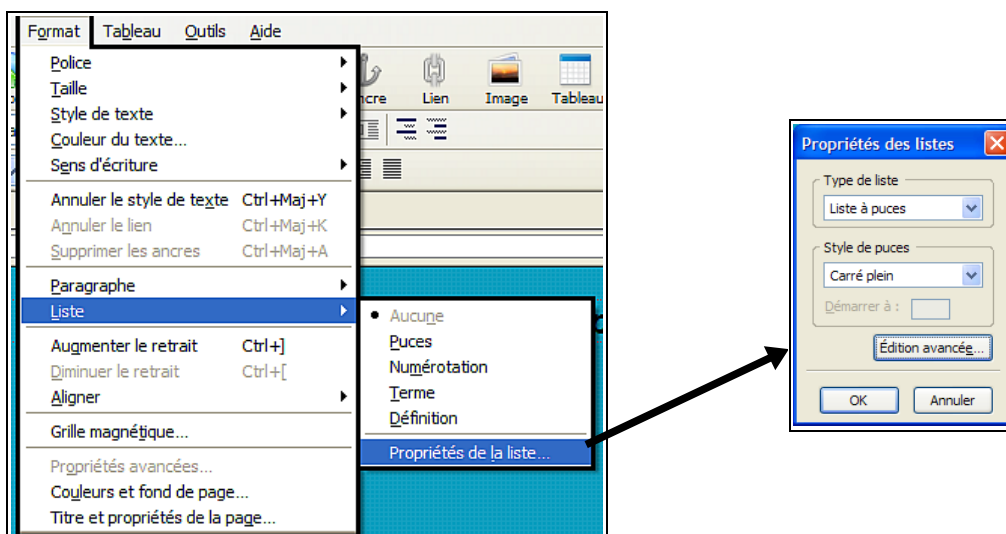 Format Tableau Outils Aide
Police
Taille
Style de texte
Couleur du texte...
Sens d'écriture
Lien Image Tableau
Annuler le style de texte Ctrl+Maj+Y
Annuler le lien Ctrl+Maj+K
Supprimer les ancres Ctrl+Maj+A
Paragraphe
Liste
Augmenter le retrait Ctrl+]
Diminuer le retrait Ctrl+[
Aligner
Grille magnétique...
Propriétés avancées...
Couleurs et fond de page...
Titre et propriétés de la page...
Aucune
Puces
Numérotation
Terme
Définition
Propriétés de la liste...
Propriétés des listes
Type de liste
Liste à puces
Style de puces
Carré plein
Démarrer à :
Édition avancée...
OK Annuler